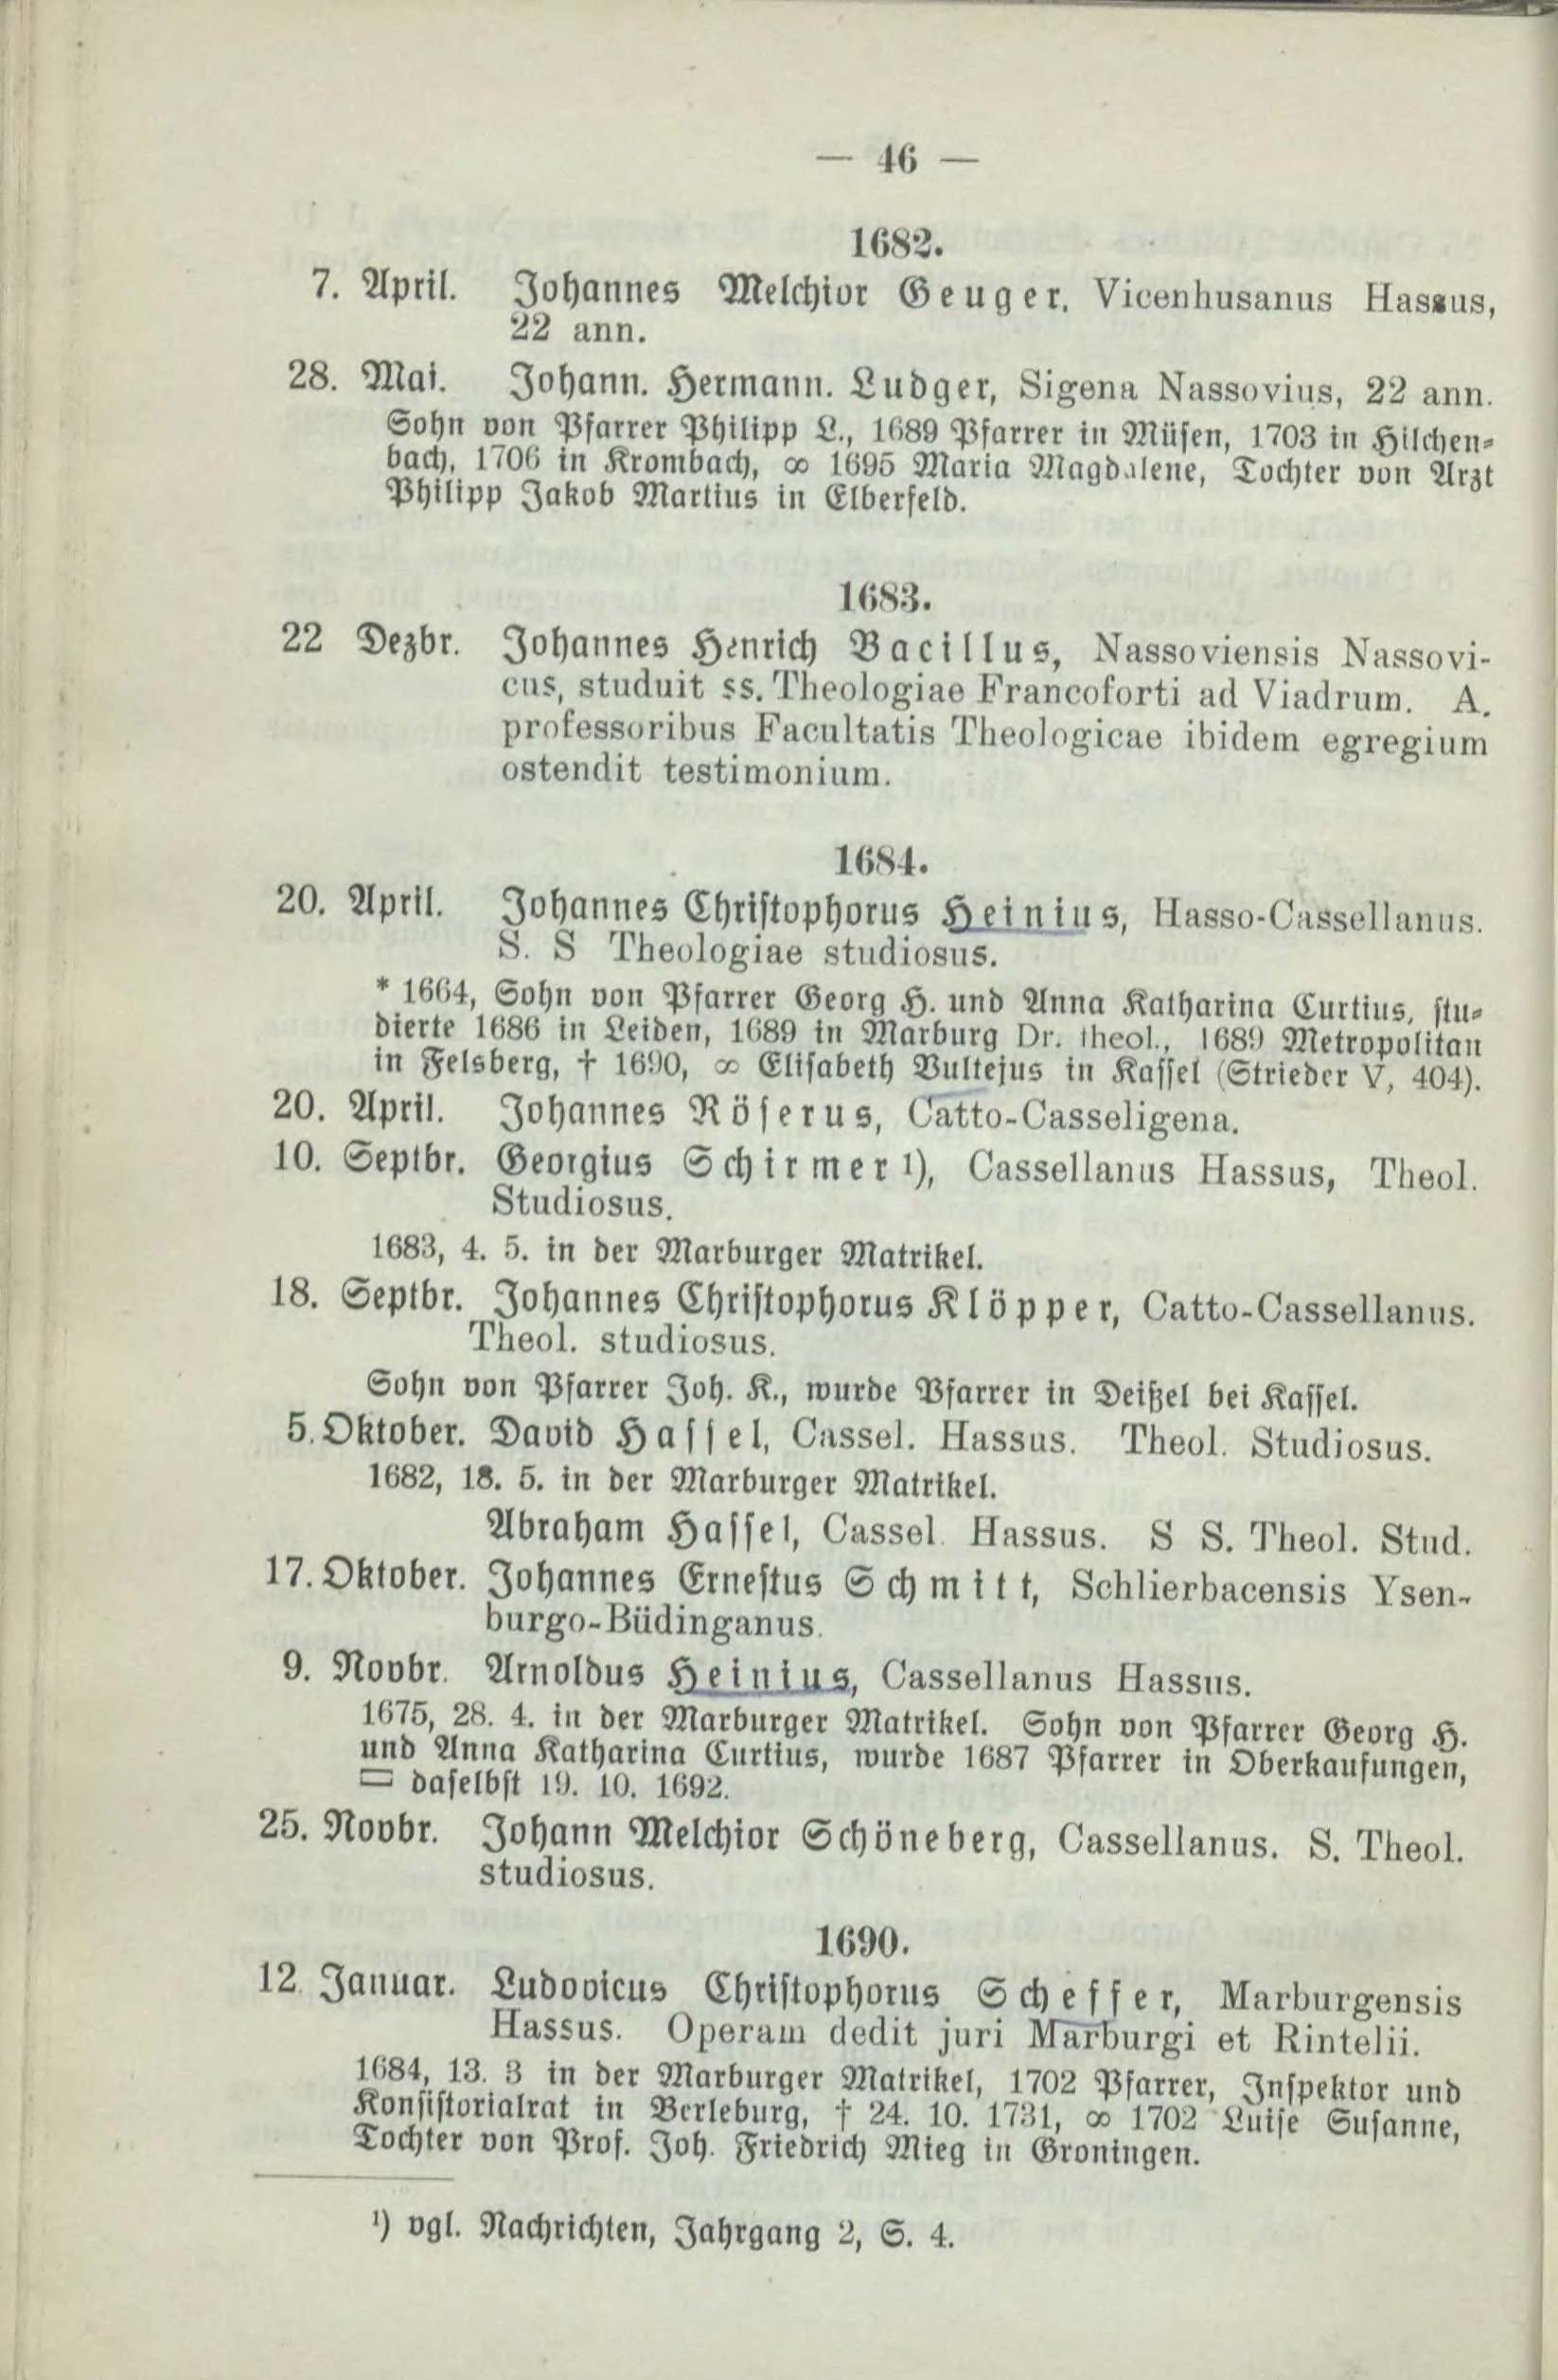 — 46 —
1682.
7. April. Johannes Melchior Geuger, Vicenhusanus Hassus,
22 ann.
28. Mai. Johann. Hermann. Ludger, Sigena Nassovius, 22 ann.
Sohn von Pfarrer Philipp L., 1689 Pfarrer in Müsen, 1703 in Hilchen-
bach, 1706 in Krombach, ∞ 1695 Maria Magdalene, Tochter von Arzt
Philipp Jakob Martius in Elberfeld.
1683.
22 Dezbr. Johannes Henrich Bacillus, Nassoviensis Nassovi-
cus, studuit ss. Theologiae Francoforti ad Viadrum. A.
professoribus Facultatis Theologicae ibidem egregium
ostendit testimonium.
1684.
20. April. Johannes Christophorus Heinius, Hasso-Cassellanus.
S. S Theologiae studiosus.
* 1664, Sohn von Pfarrer Georg H. und Anna Katharina Curtius, stu-
dierte 1686 in Leiden, 1689 in Marburg Dr. theol., 1689 Metropolitan
in Felsberg, † 1690, ∞ Elisabeth Vultejus in Kassel (Strieder V, 404).
20. April. Johannes Röserus, Catto-Casseligena.
10. Septbr. Georgius Schirmer ¹), Cassellanus Hassus, Theol.
Studiosus.
1683, 4. 5. in der Marburger Matrikel.
18. Septbr. Johannes Christophorus Klöpper, Catto-Cassellanus.
Theol. studiosus.
Sohn von Pfarrer Joh. K., wurde Pfarrer in Deißel bei Kassel.
5. Oktober. David Hassel, Cassel. Hassus. Theol. Studiosus.
1682, 18. 5. in der Marburger Matrikel.
Abraham Hassel, Cassel. Hassus. S S. Theol. Stud.
17. Oktober. Johannes Ernestus Schmitt, Schlierbacensis Ysen-
burgo-Büdinganus.
9. Novbr. Arnoldus Heinius, Cassellanus Hassus.
1675, 28. 4. in der Marburger Matrikel. Sohn von Pfarrer Georg H.
und Anna Katharina Curtius, wurde 1687 Pfarrer in Oberkaufungen,
▭ daselbst 19. 10. 1692.
25. Novbr. Johann Melchior Schöneberg, Cassellanus. S. Theol.
studiosus.
1690.
12. Januar. Ludovicus Christophorus Scheffer, Marburgensis
Hassus. Operam dedit juri Marburgi et Rintelii.
1684, 13. 3 in der Marburger Matrikel, 1702 Pfarrer, Inspektor und
Konsistorialrat in Berleburg, † 24. 10. 1731, ∞ 1702 Luise Susanne,
Tochter von Prof. Joh. Friedrich Mieg in Groningen.
¹) vgl. Nachrichten, Jahrgang 2, S. 4.